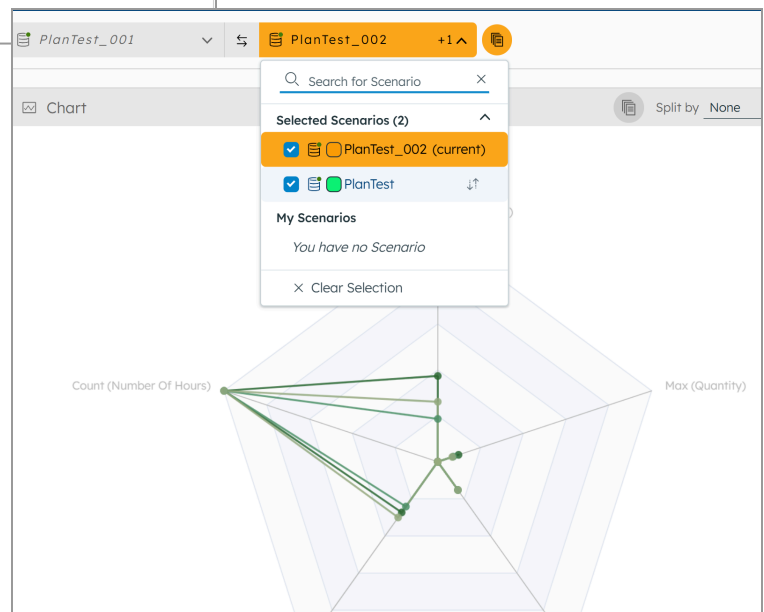 PlanTest_001
PlanTest_002 +1
Search for Scenario
Chart
Split by None
Selected Scenarios (2)
PlanTest_002 (current)
PlanTest
My Scenarios
You have no Scenario
Clear Selection
)
Count (Number Of Hours)
Max (Quantity)